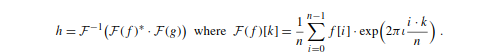 h = ℱ⁻¹(ℱ(f)* · ℱ(g)) where ℱ(f)[k] = 1/n ∑_{i=0}^{n−1} f[i] · exp(2πι i · k/n) .